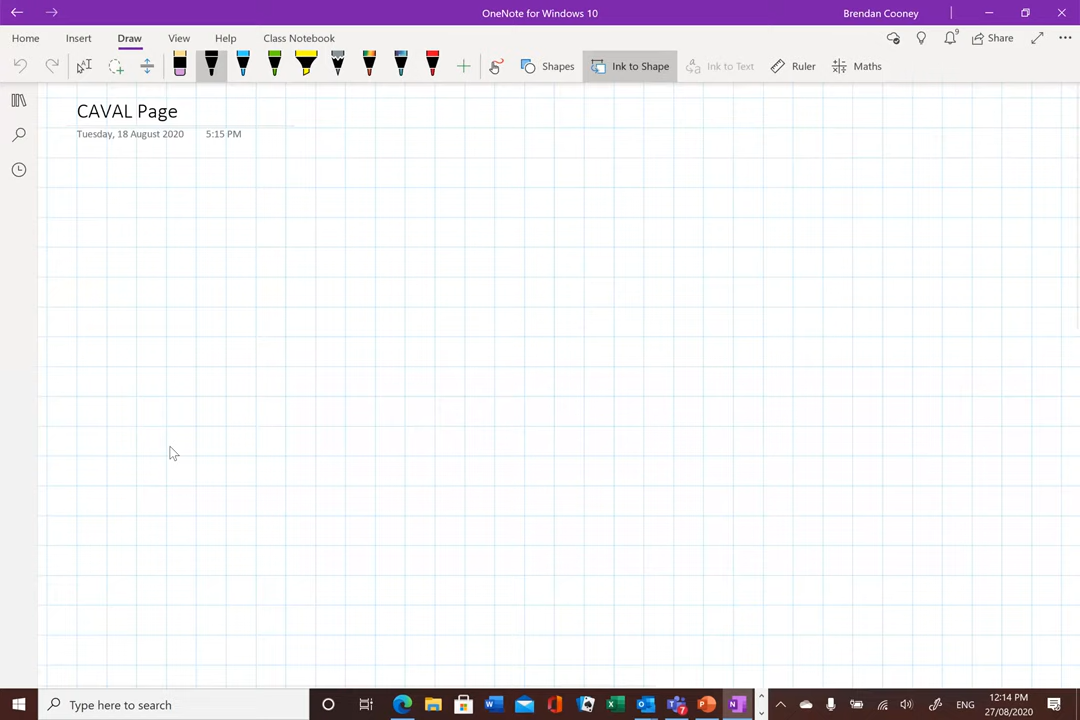 OneNote for Windows 10
Brendan Cooney
Home Insert Draw View Help Class Notebook
9
Share
Shapes
Ink to Shape
Ink to Text
Ruler
Maths
CAVAL Page
Tuesday, 18 August 2020 5:15 PM
Type here to search
7
ENG
12:14 PM
27/08/2020